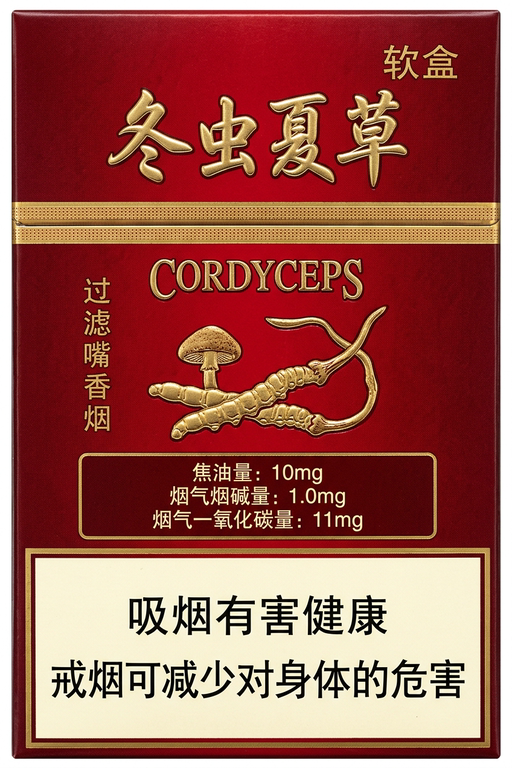 软盒
冬虫夏草
CORDYCEPS
过滤嘴香烟
焦油量：10mg
烟气烟碱量：1.0mg
烟气一氧化碳量：11mg
吸烟有害健康
戒烟可减少对身体的危害